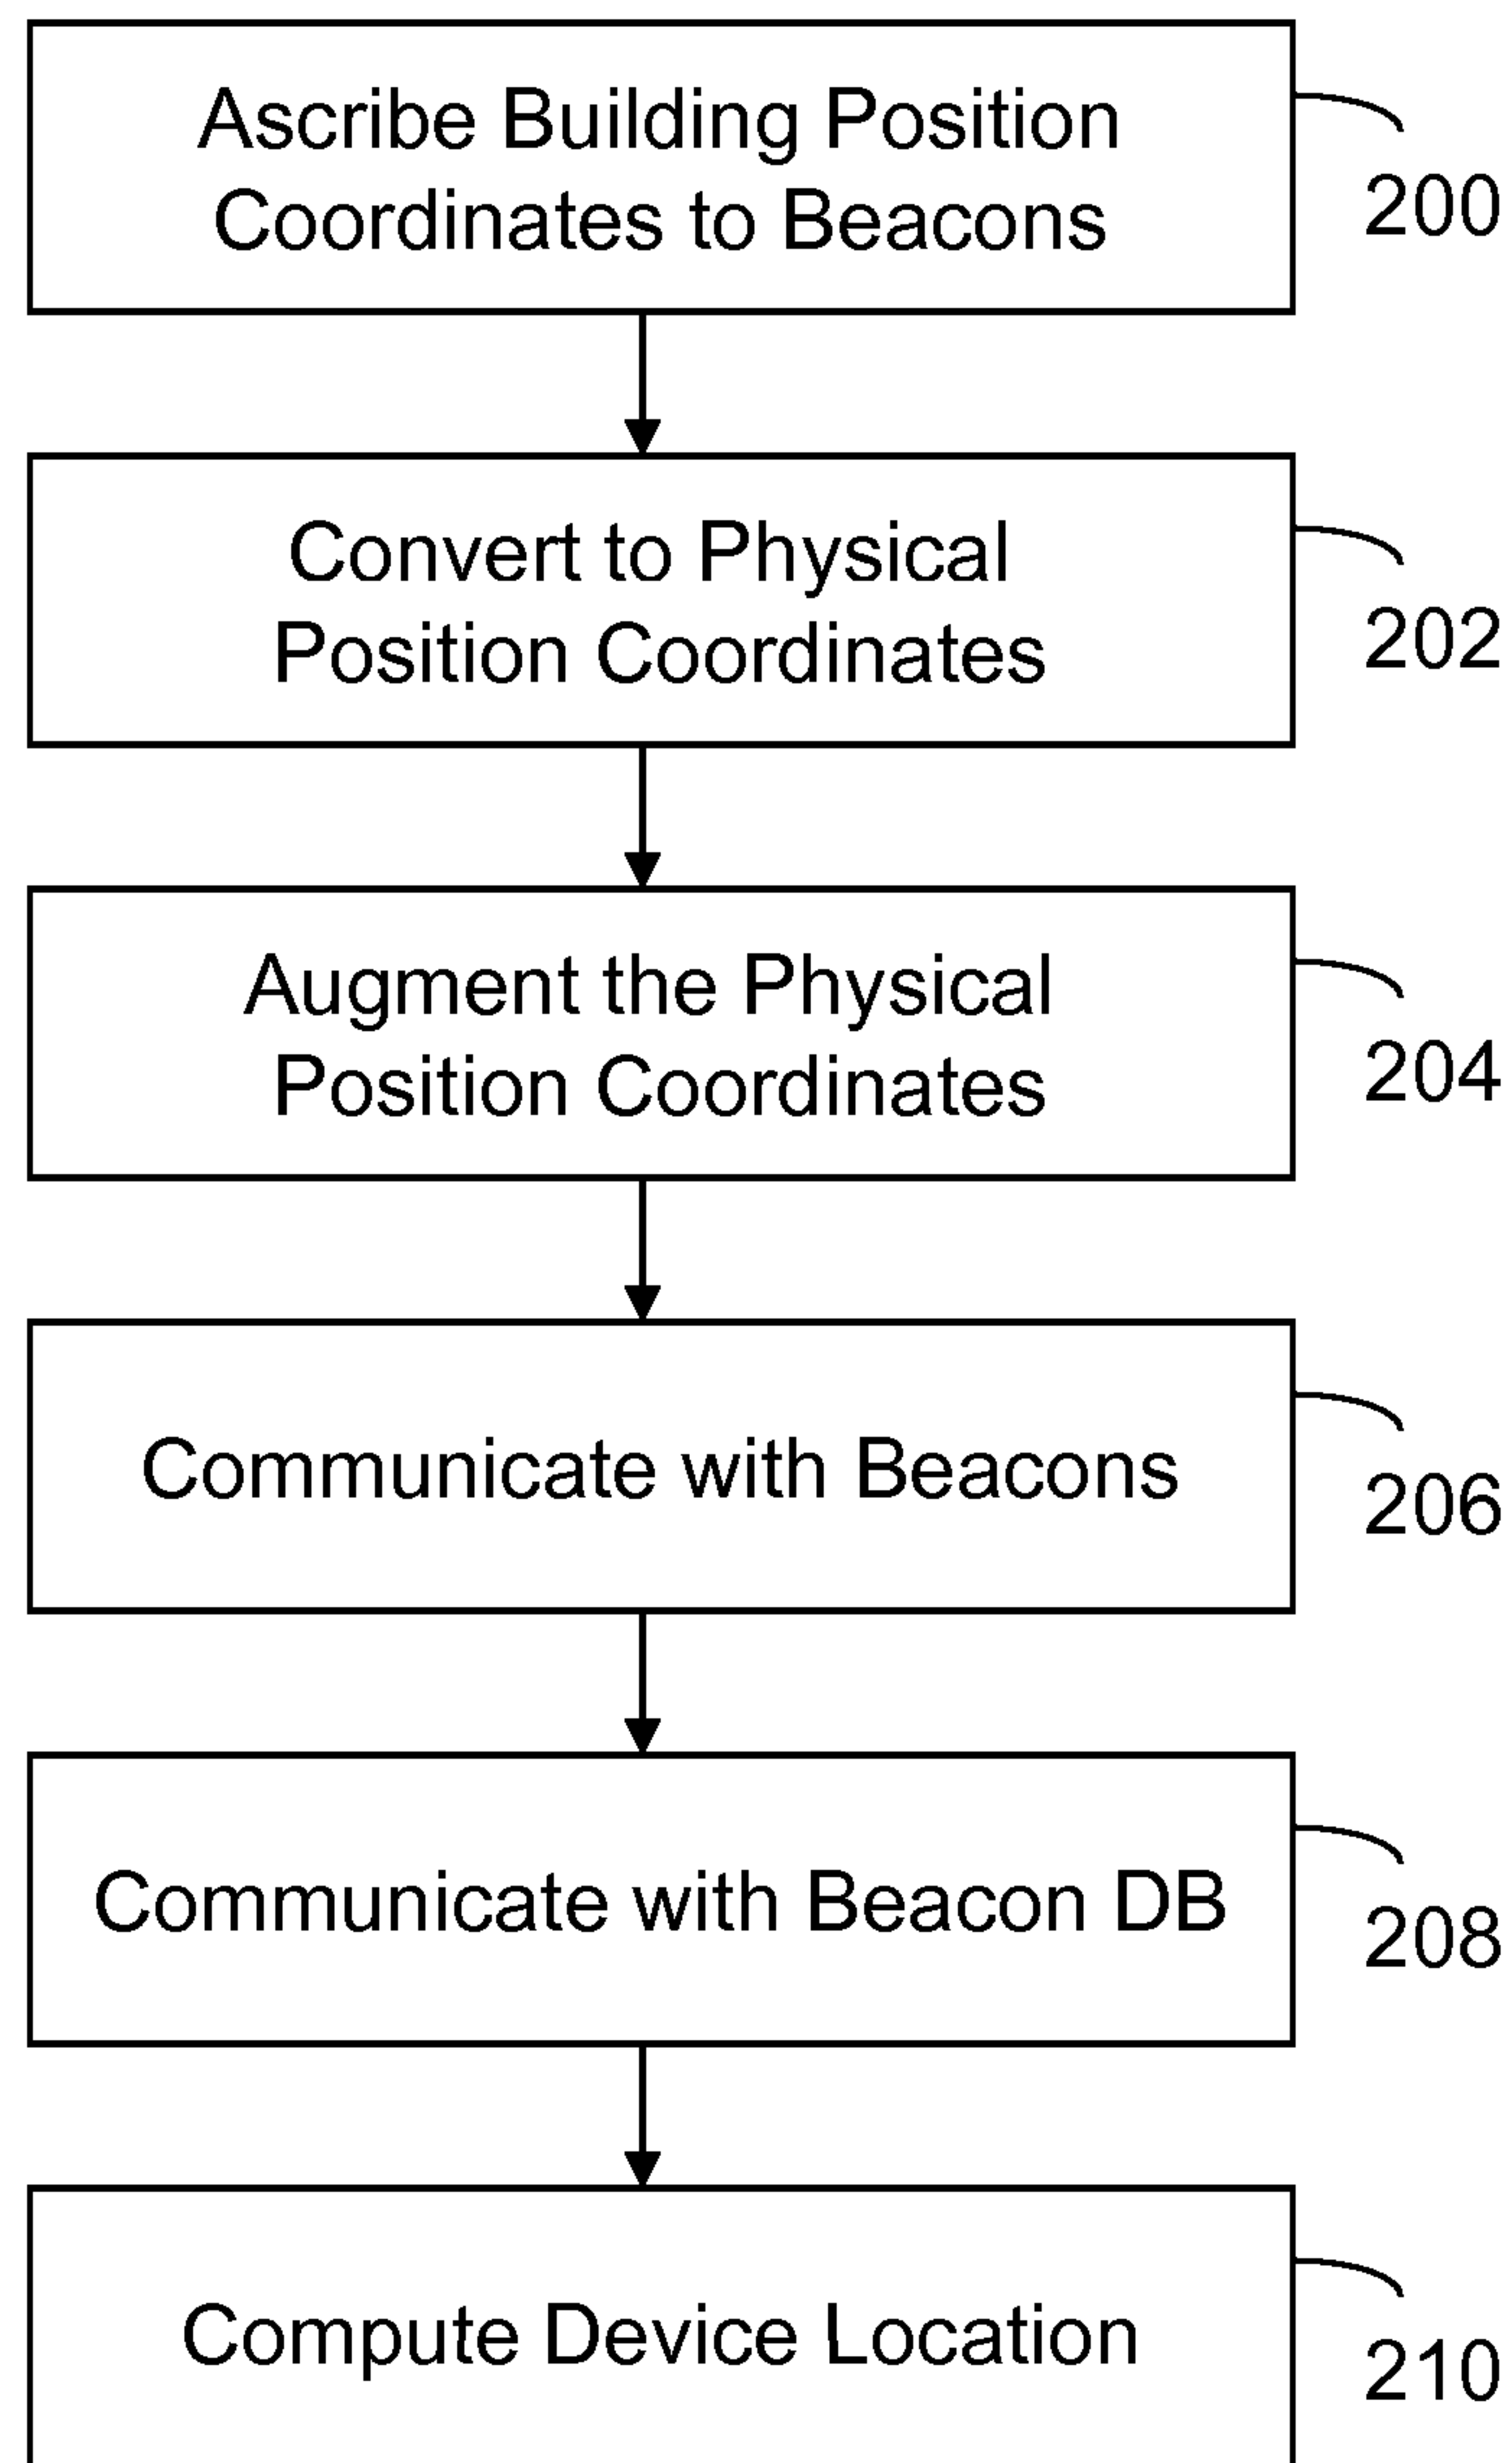 Ascribe Building Position
Coordinates to Beacons
200
Convert to Physical
Position Coordinates
202
Augment the Physical
Position Coordinates
204
Communicate with Beacons
206
Communicate with Beacon DB
208
Compute Device Location
210